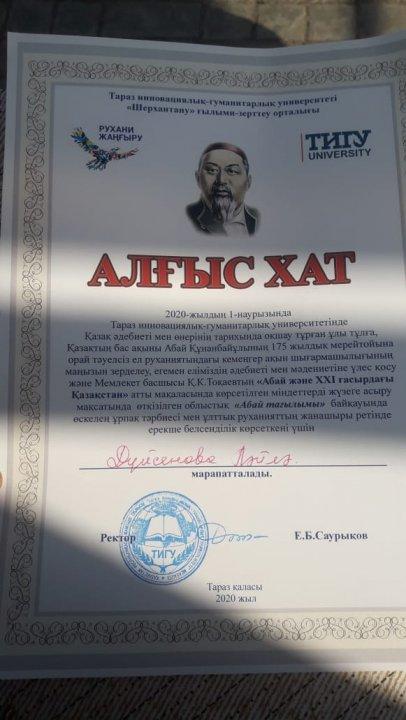 Тараз инновациялық-гуманитарлық университеті
«Шерхантану» ғылыми-зерттеу орталығы
РУХАНИ
ЖАҢҒЫРУ
ТИГУ
UNIVERSITY
АЛҒЫС ХАТ
2020-жылдың 1-наурызында
Тараз инновациялық-гуманитарлық университетінде
Қазақ әдебиеті мен өнерінің тарихында оқшау тұрған ұлы тұлға,
Қазақтың бас ақыны Абай Құнанбайұлының 175 жылдық мерейтойына
орай тәуелсіз ел руханиятындағы кемеңгер ақын шығармашылығының
маңызын зерделеу, егемен еліміздің әдебиеті мен мәдениетіне үлес қосу
және Мемлекет басшысы Қ.К.Тоқаевтың «Абай және XXI ғасырдағы
Қазақстан» атты мақаласында көрсетілген міндеттерді жүзеге асыру
мақсатында өткізілген облыстық «Абай тағылымы» байқауында
өскелең ұрпақ тәрбиесі мен ұлттық руханияттың жанашыры ретінде
ерекше белсенділік көрсеткені үшін
Дүйсенова
марапатталады.
Ректор
Е.Б.Саурықов
ТИГУ
Тараз қаласы
2020 жыл